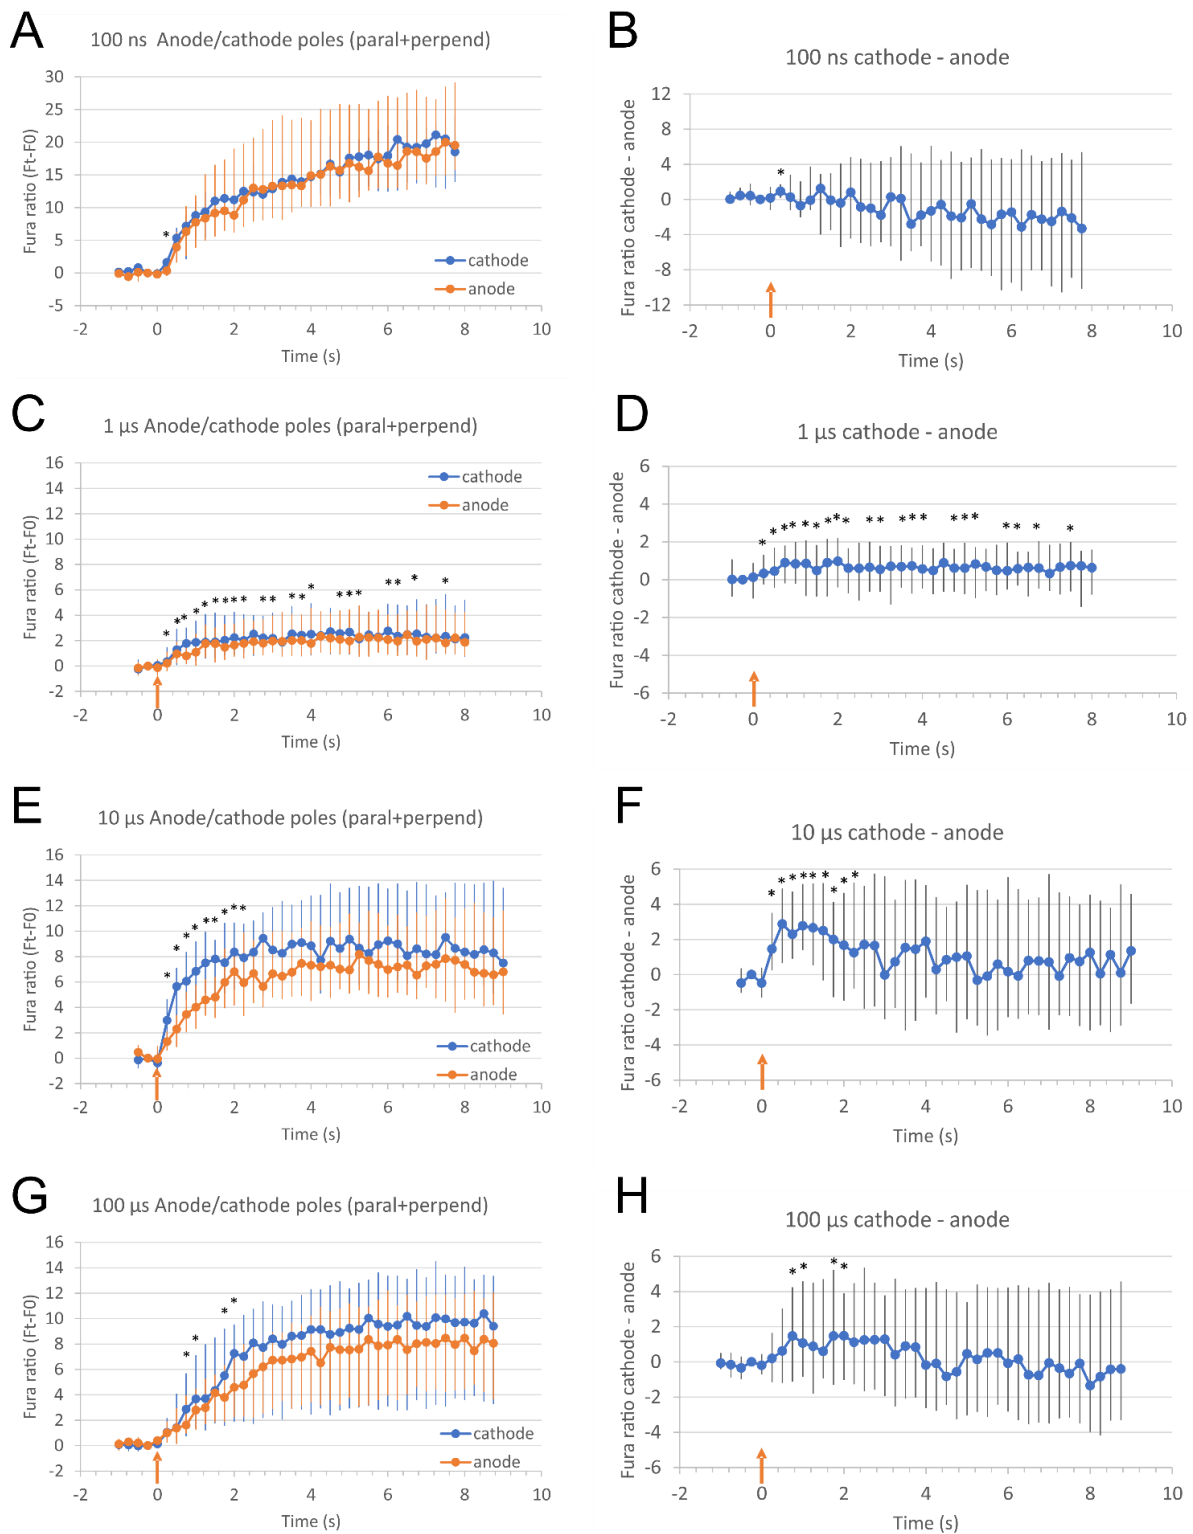 A
100 ns Anode/cathode poles (paral+perpend)
Fura ratio (Ft-F0)
30
25
20
15
10
5
0
-5
*
cathode
anode
-2 0 2 4 6 8 10
Time (s)
B
100 ns cathode - anode
Fura ratio cathode - anode
12
8
4
0
-4
-8
-12
*
-2 0 2 4 6 8 10
Time (s)
C
1 µs Anode/cathode poles (paral+perpend)
Fura ratio (Ft-F0)
16
14
12
10
8
6
4
2
0
-2
cathode
anode
* * * * * * * * * * * * * * * * * * * * *
-2 0 2 4 6 8 10
Time (s)
D
1 µs cathode - anode
Fura ratio cathode - anode
6
4
2
0
-2
-4
-6
* * * * * * * * * * * * * * * * * * * * *
-2 0 2 4 6 8 10
Time (s)
E
10 µs Anode/cathode poles (paral+perpend)
Fura ratio (Ft-F0)
16
14
12
10
8
6
4
2
0
-2
* * * * * * * * *
cathode
anode
-2 0 2 4 6 8 10
Time (s)
F
10 µs cathode - anode
Fura ratio cathode - anode
6
4
2
0
-2
-4
-6
* * * * * * * * *
-2 0 2 4 6 8 10
Time (s)
G
100 µs Anode/cathode poles (paral+perpend)
Fura ratio (Ft-F0)
16
14
12
10
8
6
4
2
0
-2
* * * *
cathode
anode
-2 0 2 4 6 8 10
Time (s)
H
100 µs cathode - anode
Fura ratio cathode - anode
6
4
2
0
-2
-4
-6
* * * *
-2 0 2 4 6 8 10
Time (s)